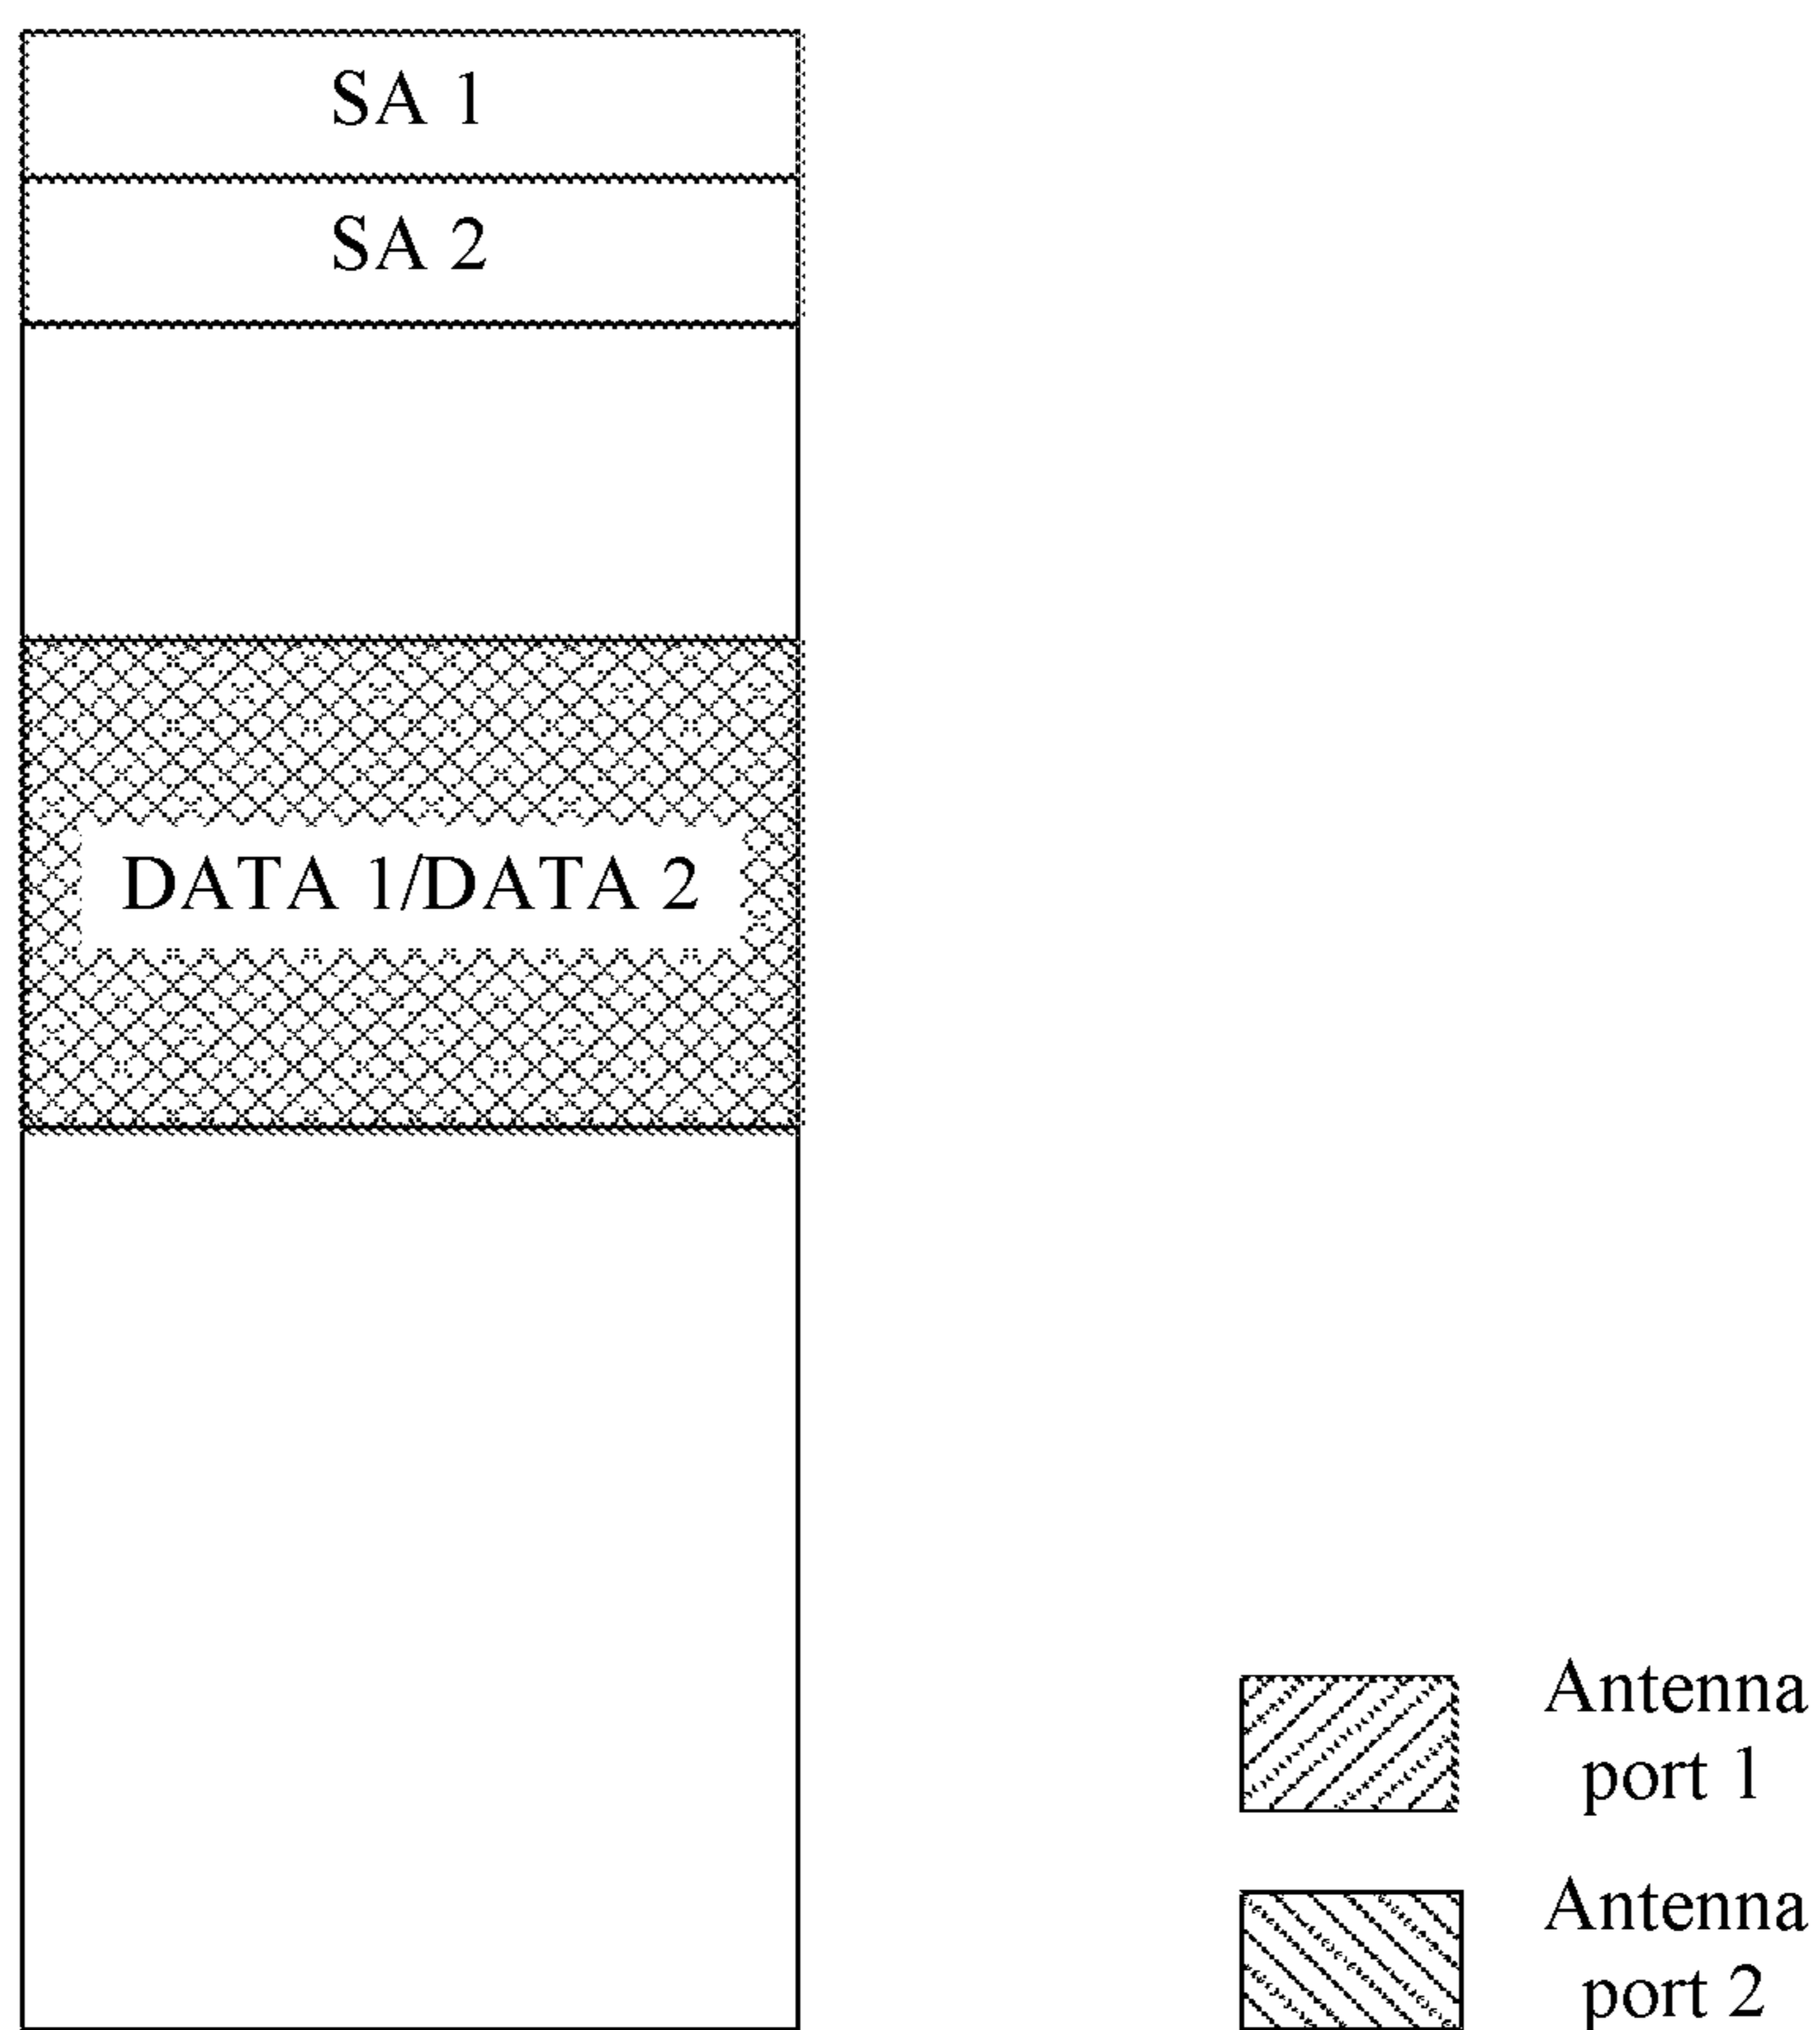 SA 1
SA 2
DATA 1/DATA 2
Antenna
port 1
Antenna
port 2